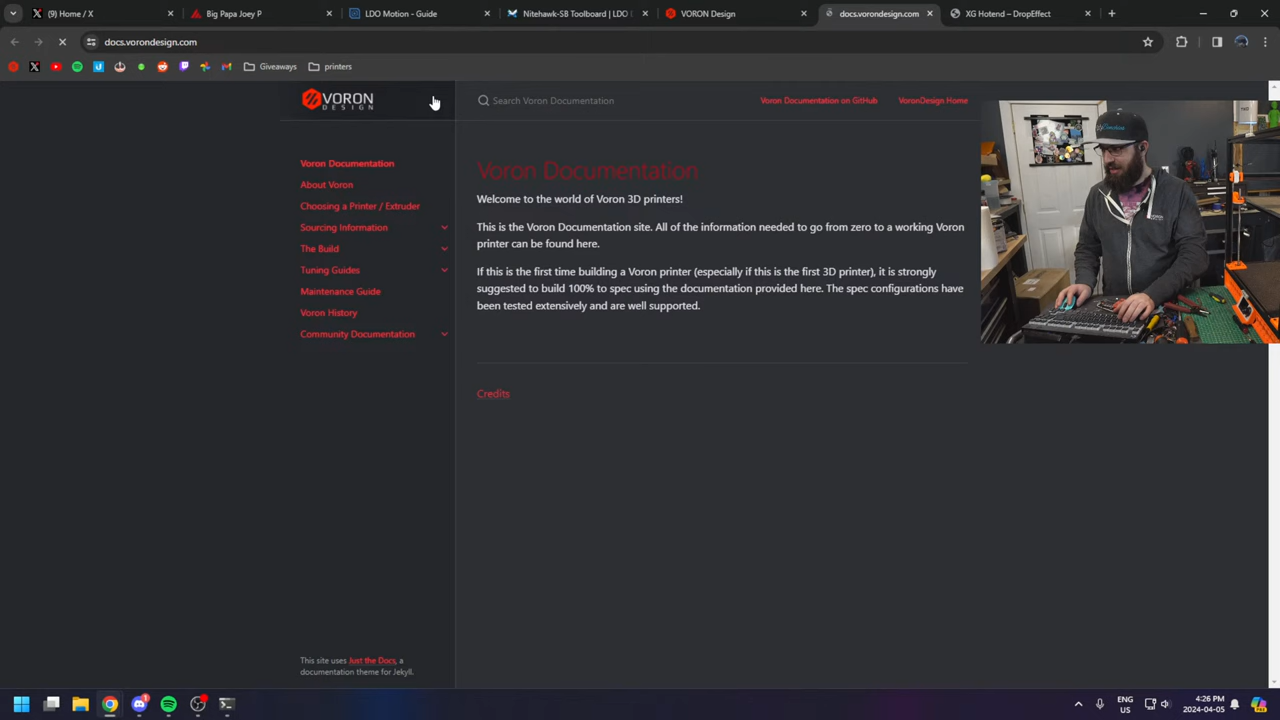 (9) Home / X
Big Papa Joey P
LDO Motion - Guide
Nitehawk-SB Toolboard | LDO
VORON Design
docs.vorondesign.com
XG Hotend – DropEffect
docs.vorondesign.com
Giveaways
printers
VORON
DESIGN
Search Voron Documentation
Voron Documentation on GitHub
VoronDesign Home
Voron Documentation
About Voron
Choosing a Printer / Extruder
Sourcing Information
The Build
Tuning Guides
Maintenance Guide
Voron History
Community Documentation
Voron Documentation
Welcome to the world of Voron 3D printers!
This is the Voron Documentation site. All of the information needed to go from zero to a working Voron
printer can be found here.
If this is the first time building a Voron printer (especially if this is the first 3D printer), it is strongly
suggested to build 100% to spec using the documentation provided here. The spec configurations have
been tested extensively and are well supported.
Credits
This site uses Just the Docs, a
documentation theme for Jekyll.
ENG
US
4:26 PM
2024-04-05